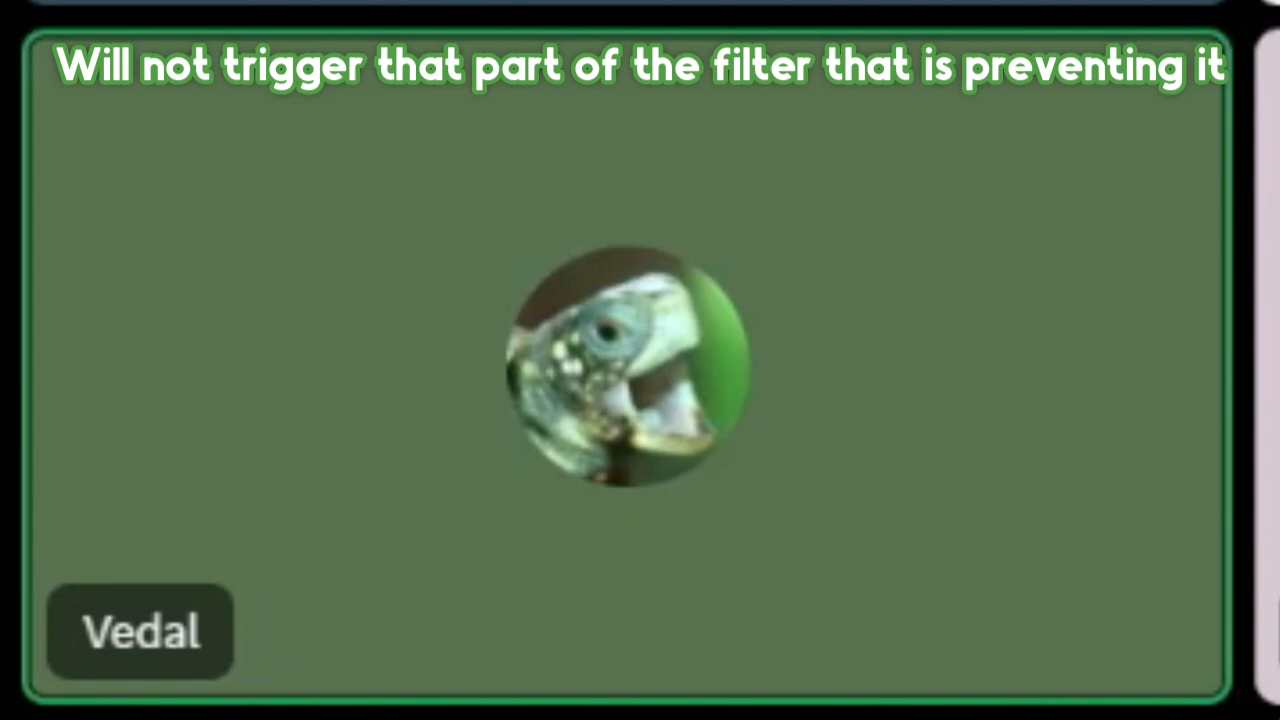 Will not trigger that part of the filter that is preventing it
Vedal